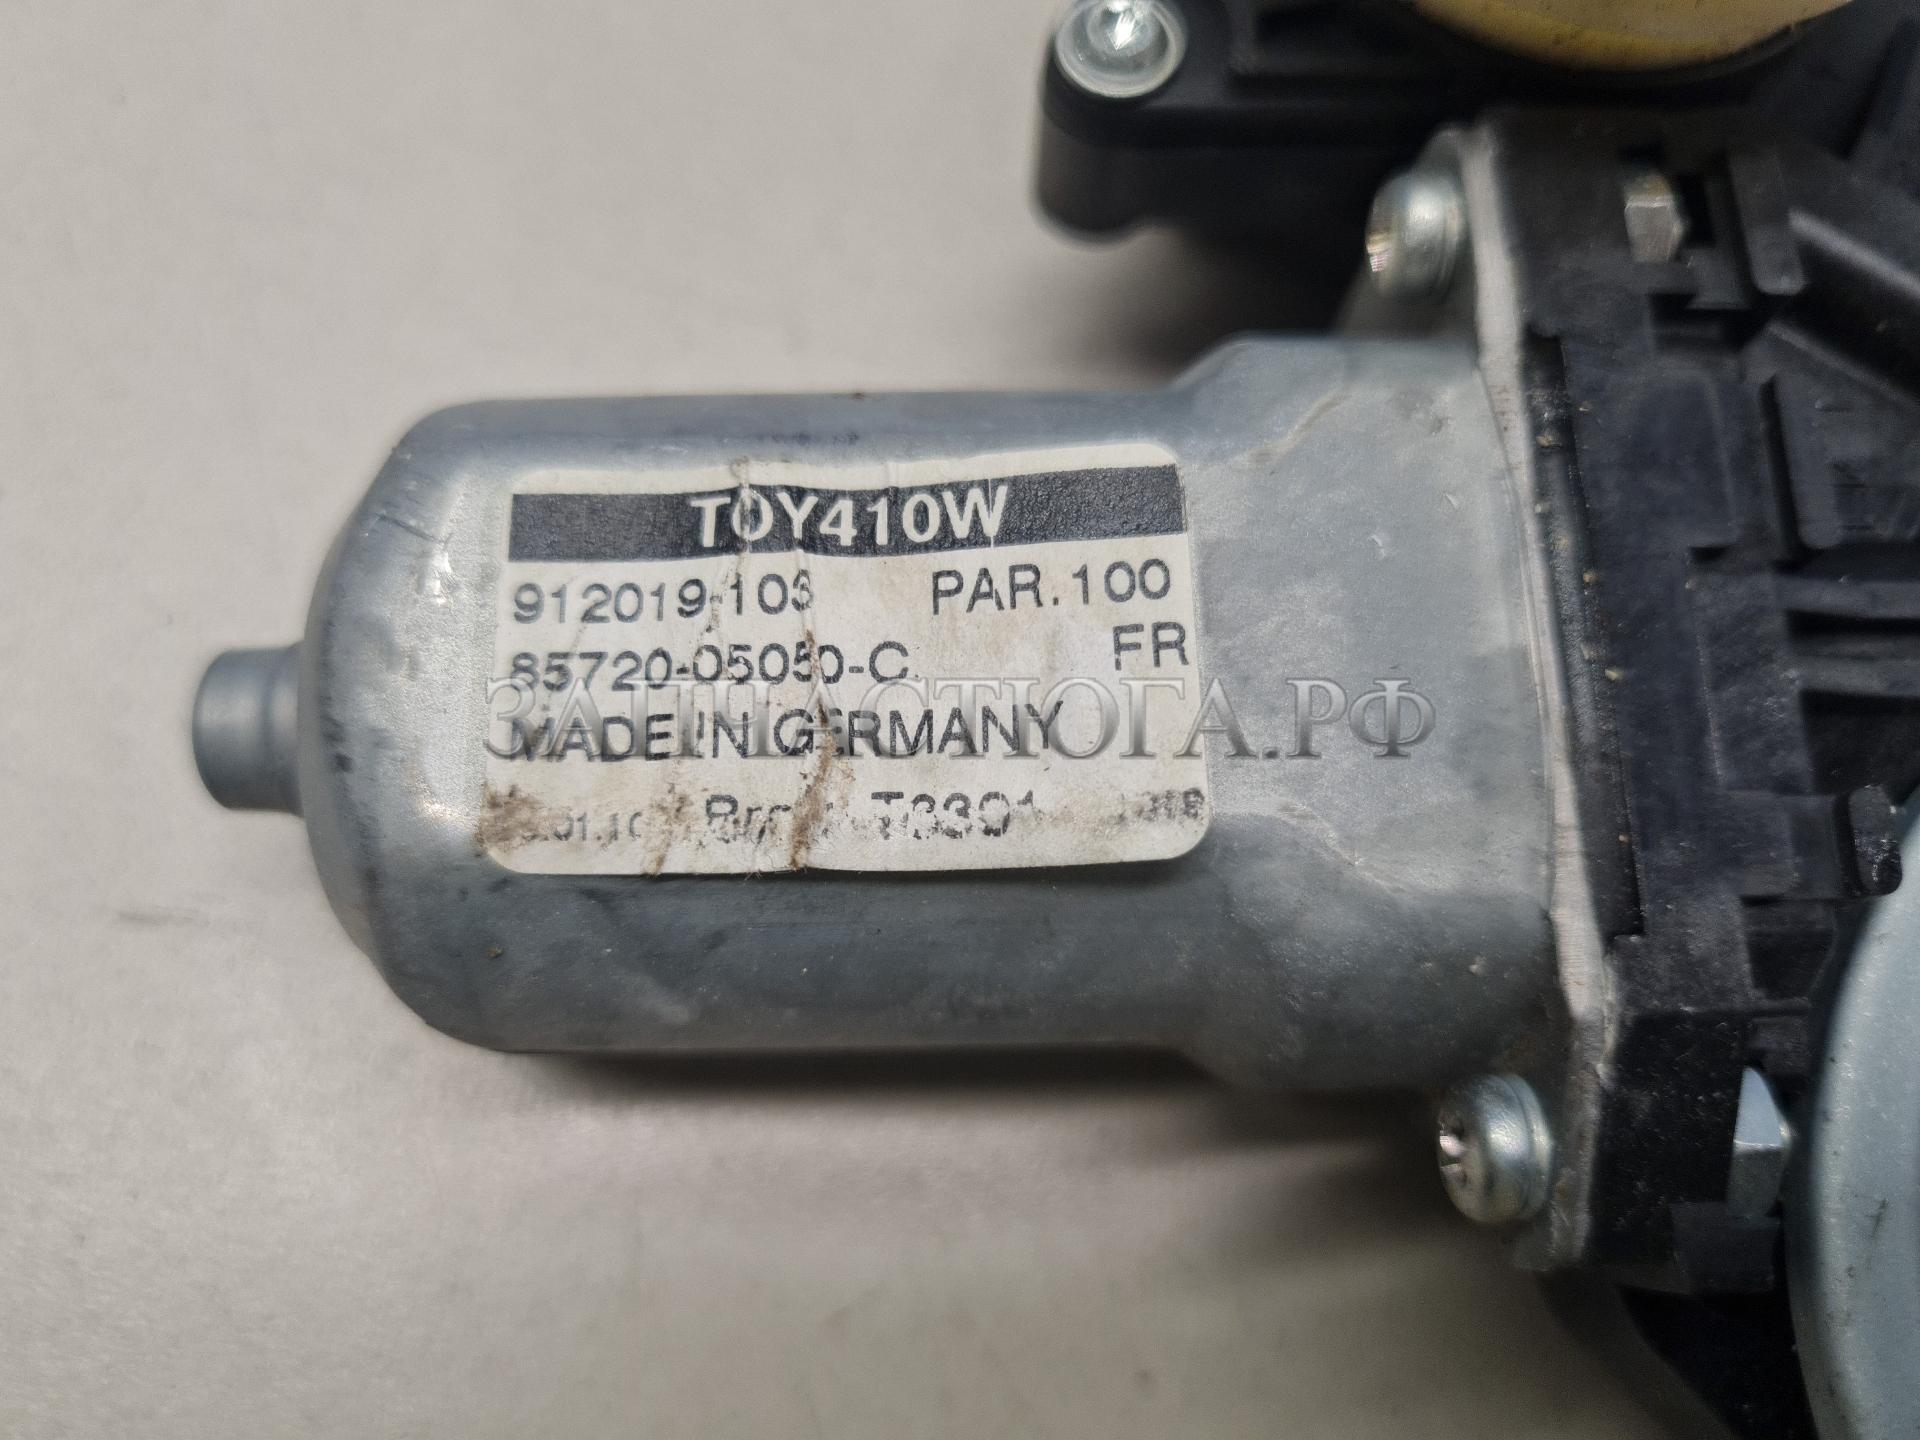 TOY410W
912019-103 PAR.100
85720-05050-C FR
MADE IN GERMANY
ЗАПЧАСТЮГА.РФ